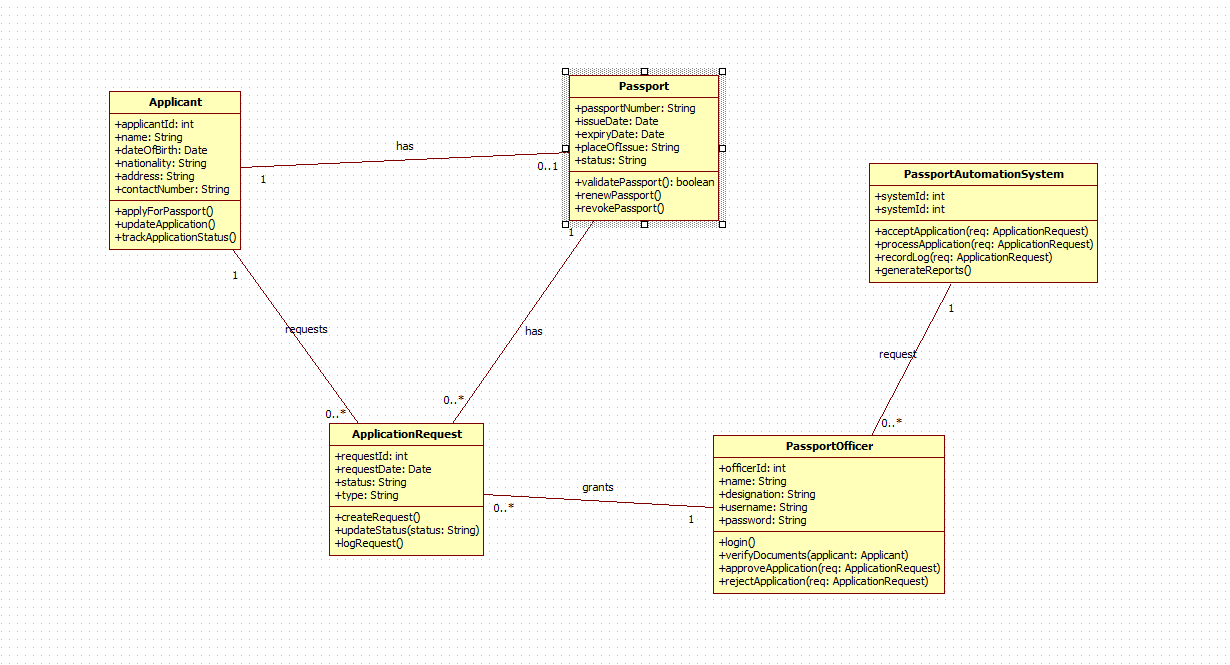 Applicant
+applicantId: int
+name: String
+dateOfBirth: Date
+nationality: String
+address: String
+contactNumber: String
+applyForPassport()
+updateApplication()
+trackApplicationStatus()
has
1
0..1
Passport
+passportNumber: String
+issueDate: Date
+expiryDate: Date
+placeOfIssue: String
+status: String
+validatePassport(): boolean
+renewPassport()
+revokePassport()
PassportAutomationSystem
+systemId: int
+systemId: int
+acceptApplication(req: ApplicationRequest)
+processApplication(req: ApplicationRequest)
+recordLog(req: ApplicationRequest)
+generateReports()
1
requests
0..*
1
has
0..*
1
request
0..*
ApplicationRequest
+requestId: int
+requestDate: Date
+status: String
+type: String
+createRequest()
+updateStatus(status: String)
+logRequest()
grants
0..*
1
PassportOfficer
+officerId: int
+name: String
+designation: String
+username: String
+password: String
+login()
+verifyDocuments(applicant: Applicant)
+approveApplication(req: ApplicationRequest)
+rejectApplication(req: ApplicationRequest)